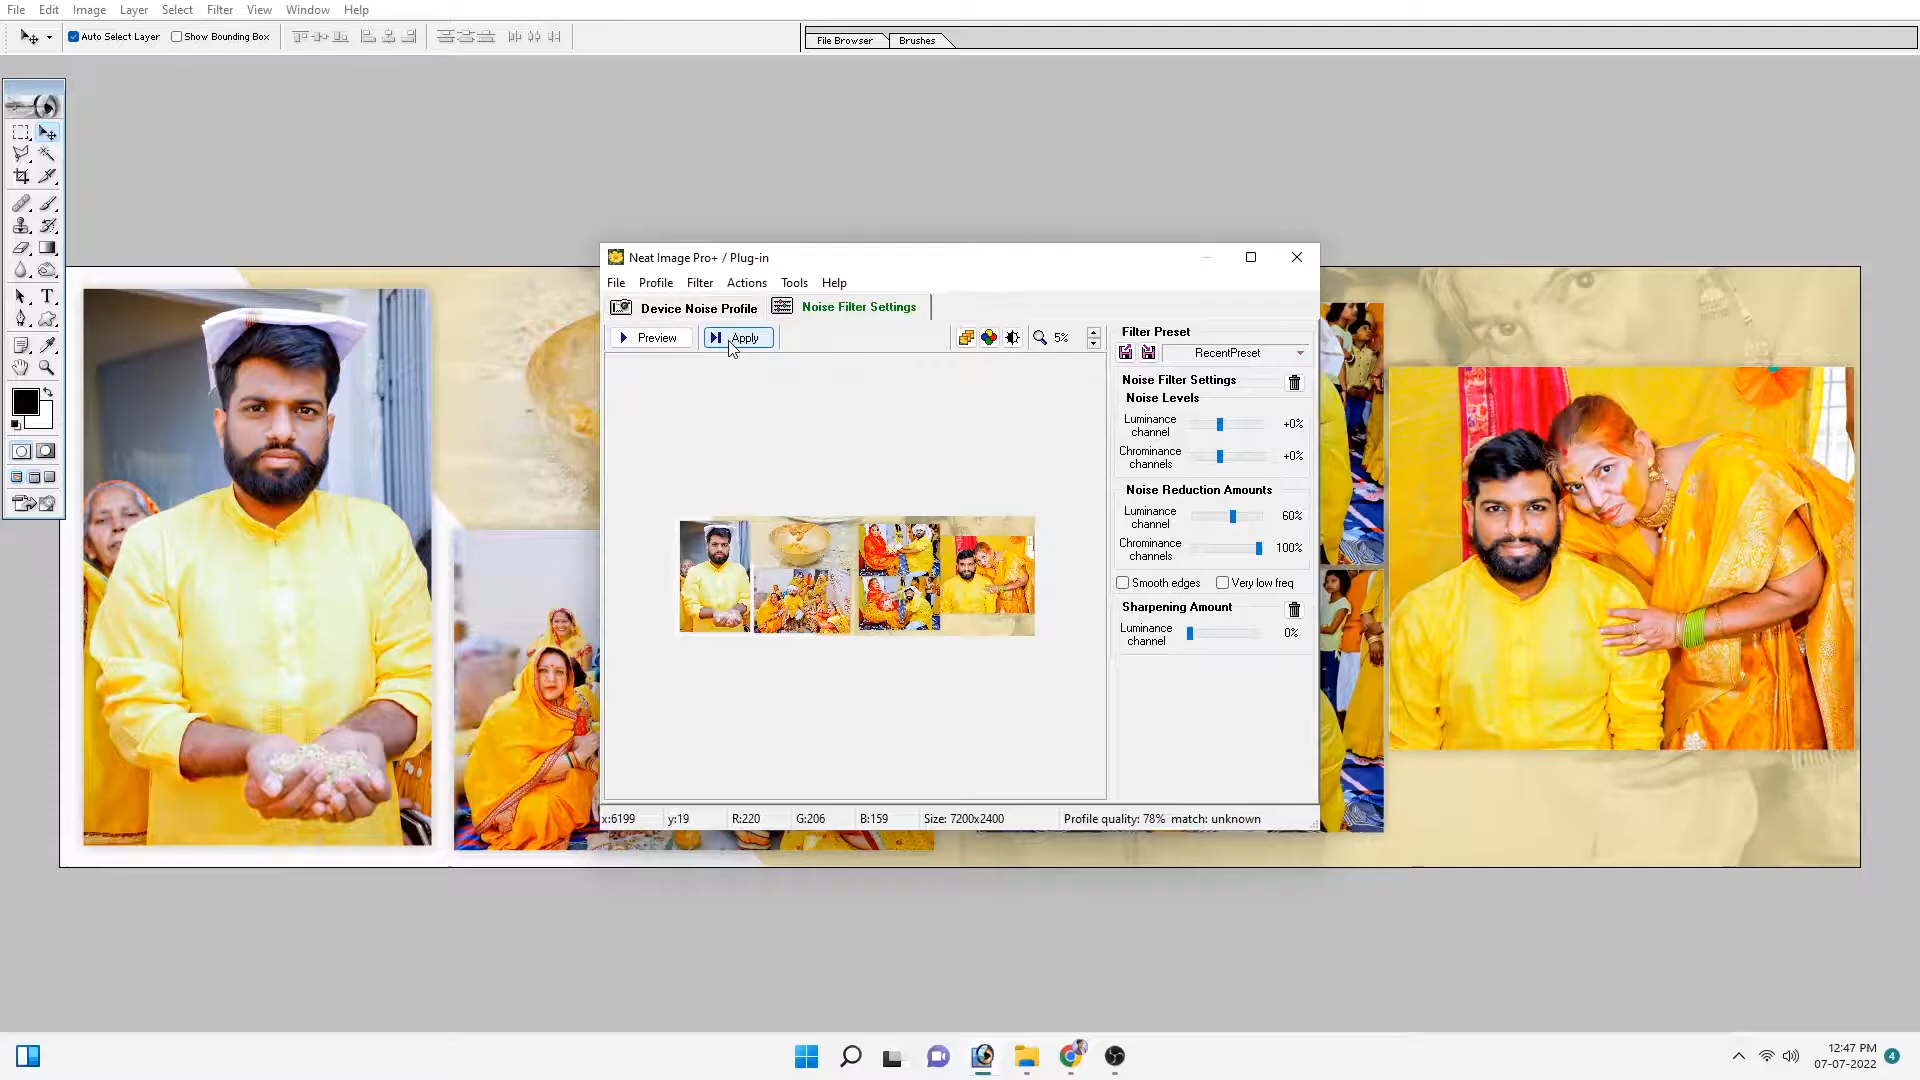 File Edit Image Layer Select Filter View Window Help
Auto Select Layer Show Bounding Box File Browser Brushes
Neat Image Pro+ / Plug-in
File Profile Filter Actions Tools Help
Device Noise Profile Noise Filter Settings
Preview Apply 5%
Filter Preset
RecentPreset
Noise Filter Settings
Noise Levels
Luminance channel +0%
Chrominance channels +0%
Noise Reduction Amounts
Luminance channel 60%
Chrominance channels 100%
Smooth edges Very low freq
Sharpening Amount
Luminance channel 0%
x:6199 y:19 R:220 G:206 B:159 Size: 7200x2400 Profile quality: 78% match: unknown
T
12:47 PM
07-07-2022 4